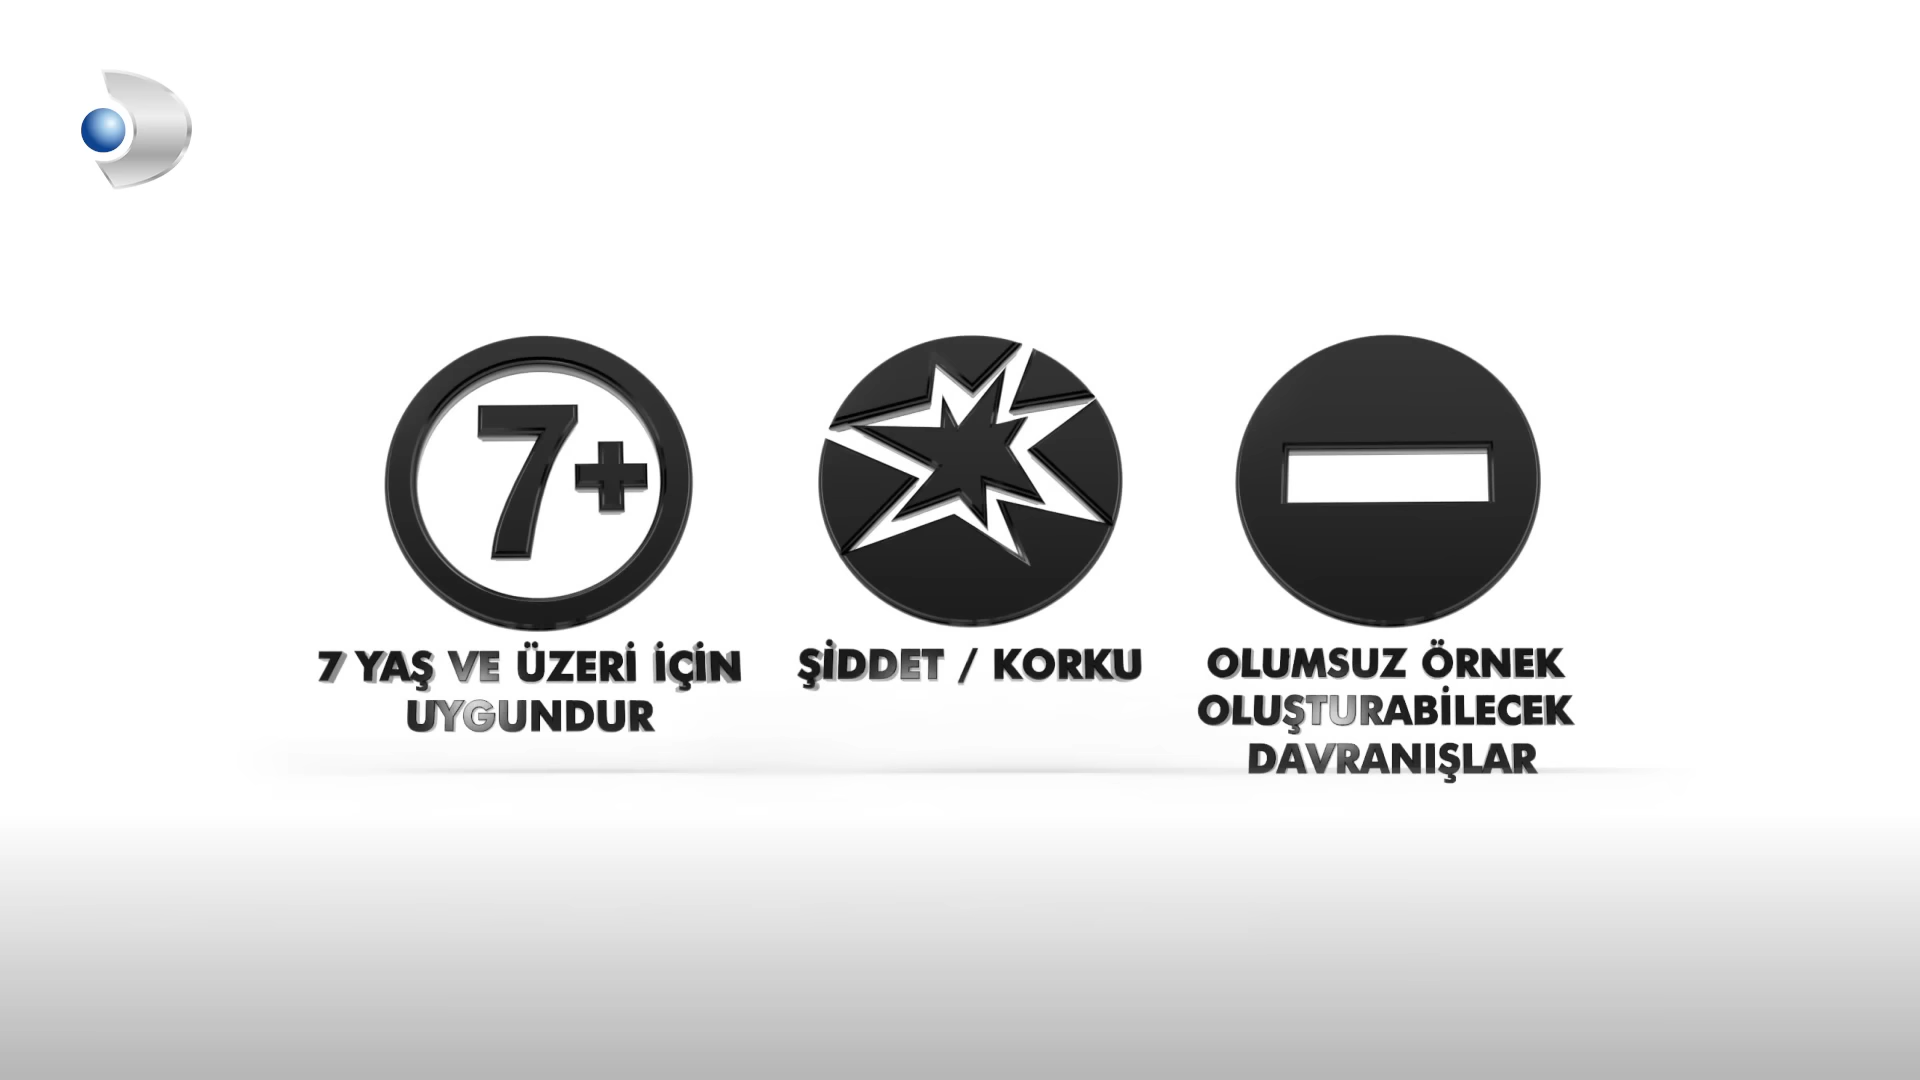 7+
7 YAŞ VE ÜZERİ İÇİN
UYGUNDUR
ŞİDDET / KORKU
OLUMSUZ ÖRNEK
OLUŞTURABİLECEK
DAVRANIŞLAR